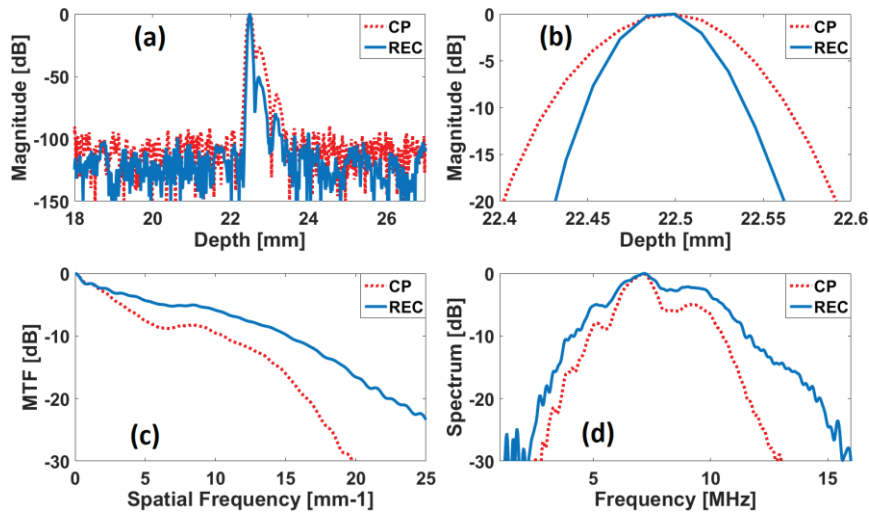 (a)
CP
REC
Magnitude [dB]
0
-50
-100
-150
18
20
22
24
26
Depth [mm]
(b)
CP
REC
Magnitude [dB]
0
-5
-10
-15
-20
22.4
22.45
22.5
22.55
22.6
Depth [mm]
(c)
CP
REC
MTF [dB]
0
-10
-20
-30
0
5
10
15
20
25
Spatial Frequency [mm-1]
(d)
CP
REC
Spectrum [dB]
0
-10
-20
-30
5
10
15
Frequency [MHz]